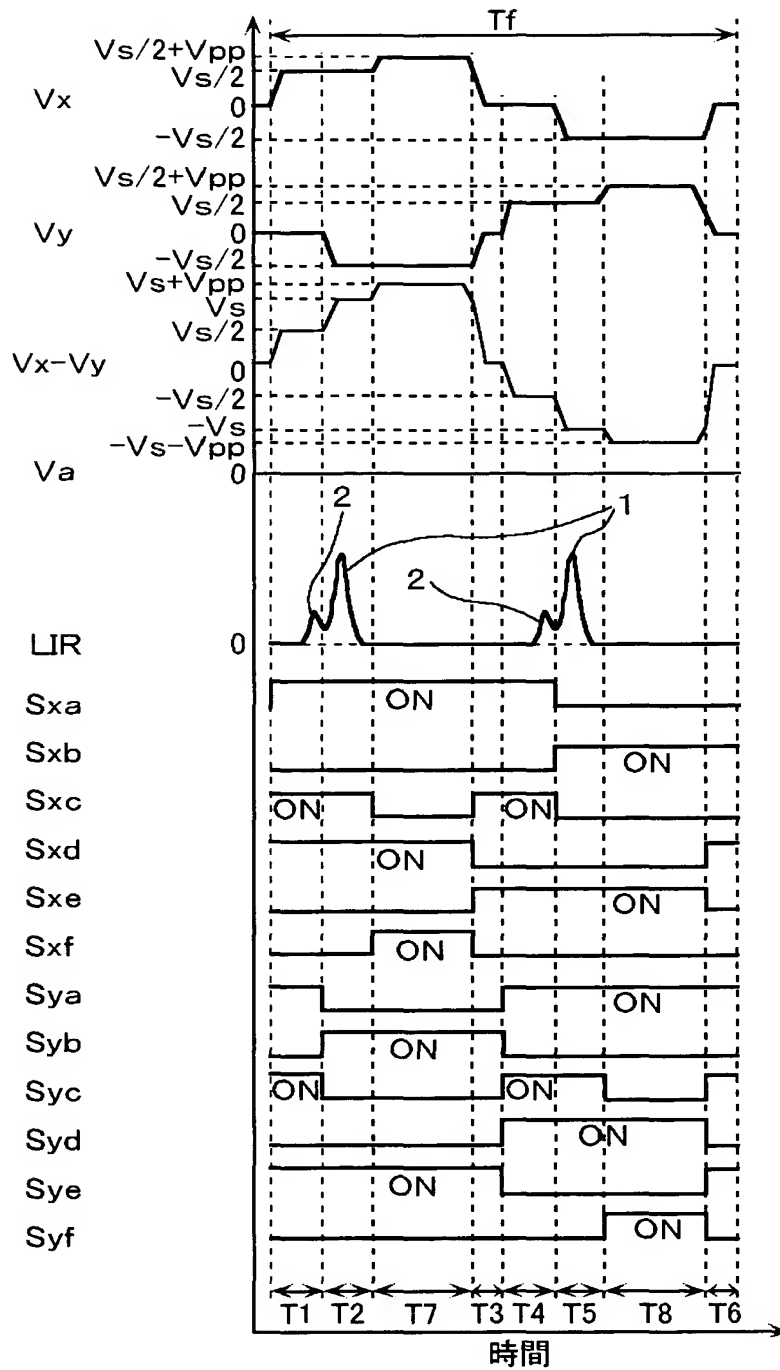 Tf
Vs/2+Vpp
Vs/2
Vx
0
-Vs/2
Vs/2+Vpp
Vs/2
Vy
0
-Vs/2
Vs+Vpp
Vs
Vs/2
Vx-Vy
0
-Vs/2
-Vs
-Vs-Vpp
Va
0
2
1
2
LIR
0
Sxa
ON
Sxb
ON
Sxc
ON
ON
Sxd
ON
Sxe
ON
Sxf
ON
Sya
ON
Syb
ON
Syc
ON
ON
Syd
ON
Sye
ON
Syf
ON
T1 T2 T7 T3 T4 T5 T8 T6
時間